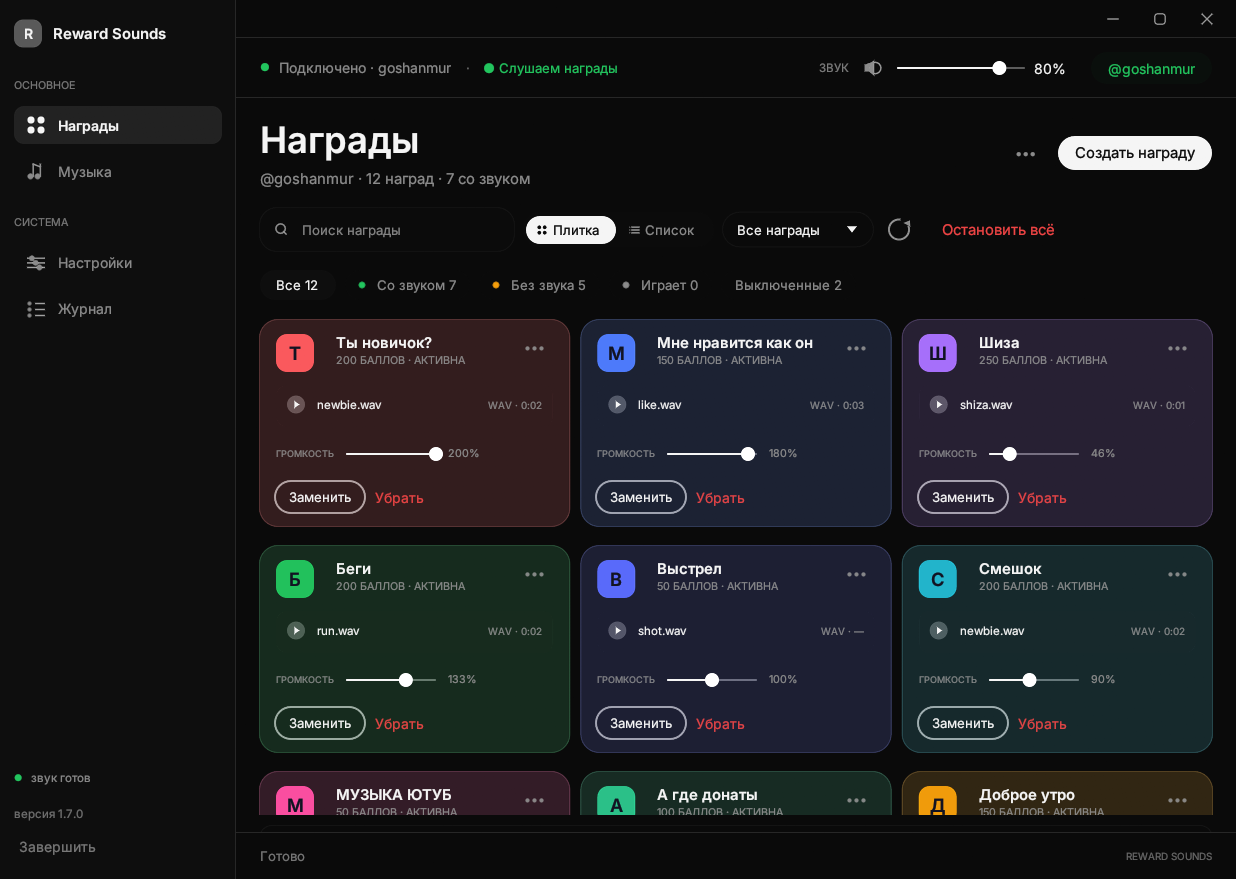 R Reward Sounds
ОСНОВНОЕ
Награды
Музыка
СИСТЕМА
Настройки
Журнал
звук готов
версия 1.7.0
Завершить
Подключено · goshanmur · Слушаем награды
ЗВУК 80% @goshanmur
Награды
@goshanmur · 12 наград · 7 со звуком
Создать награду
Поиск награды Плитка Список Все награды Остановить всё
Все 12 Со звуком 7 Без звука 5 Играет 0 Выключенные 2
Т Ты новичок?
200 БАЛЛОВ · АКТИВНА
newbie.wav WAV · 0:02
ГРОМКОСТЬ 200%
Заменить Убрать
М Мне нравится как он
150 БАЛЛОВ · АКТИВНА
like.wav WAV · 0:03
ГРОМКОСТЬ 180%
Заменить Убрать
Ш Шиза
250 БАЛЛОВ · АКТИВНА
shiza.wav WAV · 0:01
ГРОМКОСТЬ 46%
Заменить Убрать
Б Беги
200 БАЛЛОВ · АКТИВНА
run.wav WAV · 0:02
ГРОМКОСТЬ 133%
Заменить Убрать
В Выстрел
50 БАЛЛОВ · АКТИВНА
shot.wav WAV · —
ГРОМКОСТЬ 100%
Заменить Убрать
С Смешок
200 БАЛЛОВ · АКТИВНА
newbie.wav WAV · 0:02
ГРОМКОСТЬ 90%
Заменить Убрать
М МУЗЫКА ЮТУБ
50 БАЛЛОВ · АКТИВНА
А А где донаты
100 БАЛЛОВ · АКТИВНА
Д Доброе утро
150 БАЛЛОВ · АКТИВНА
Готово
REWARD SOUNDS